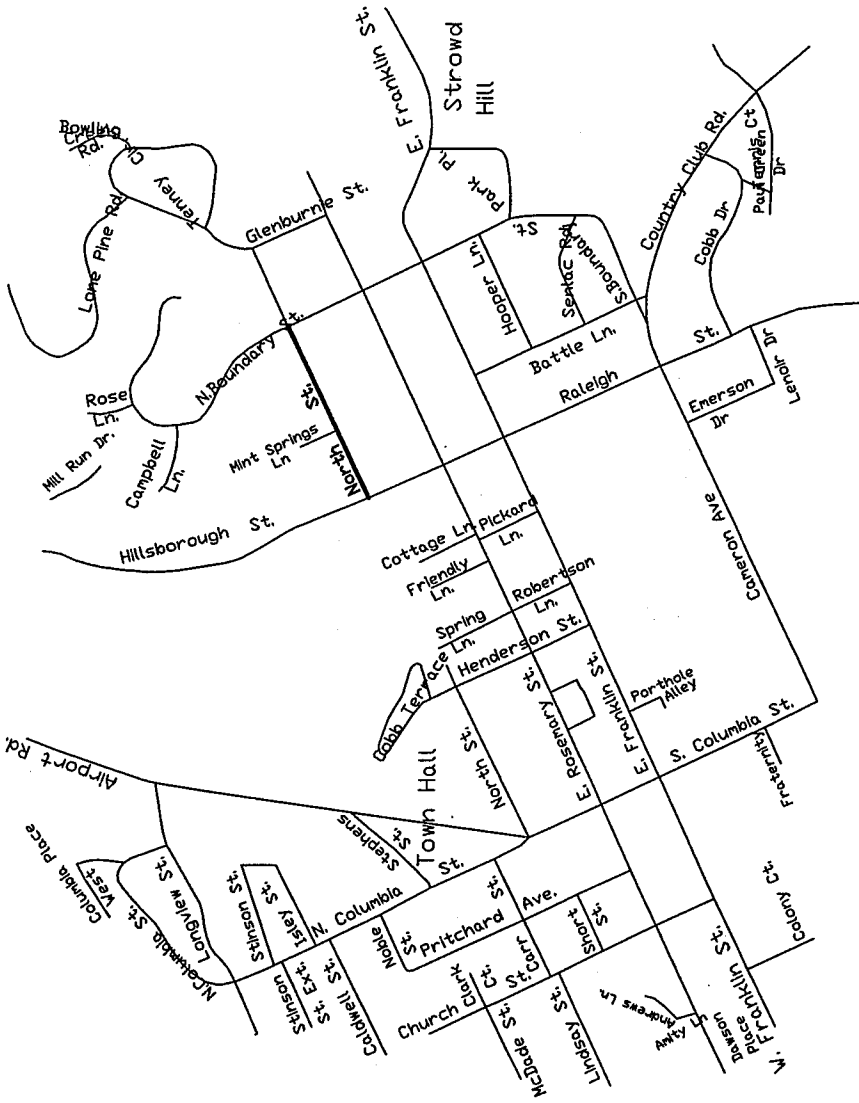 E. Franklin St.
Strowd
Hill
Bowling
Creek
Rd.
Cir.
Tenney
Lone Pine Rd.
Glenburnie St.
Pl.
Park
St.
Country Club Rd.
Ct
Dr
Cobb Dr
Hooper Ln.
Senlac Rd.
S.Boundary
Battle Ln.
Raleigh
St.
Lenoir Dr
Emerson
Dr
N.Boundary
St.
Rose
Ln.
Mill Run Dr.
Campbell
Ln.
Mint Springs
Ln
North
St.
Hillsborough St.
Cottage Ln.
Pickard
Ln.
Friendly
Ln.
Robertson
Ln.
Spring
Ln.
Henderson St.
Cobb Terrace
Cameron Ave
Porthole
Alley
E. Rosemary St.
E. Franklin St.
North St.
S. Columbia St.
Fraternity
Airport Rd.
Town Hall
Stephens
St.
Columbia Place
West
N.Columbia St.
Longview St.
Stinson St.
Isley St.
N. Columbia St.
Stinson
St. Ext.
Caldwell St.
Noble
St.
Pritchard Ave.
Church St.
Clark
Ct.
Carr
St.
Short
St.
McDade St.
Lindsay St.
Andrews Ln.
Amity Ln
Dawson
Place
W. Franklin St.
Colony Ct.